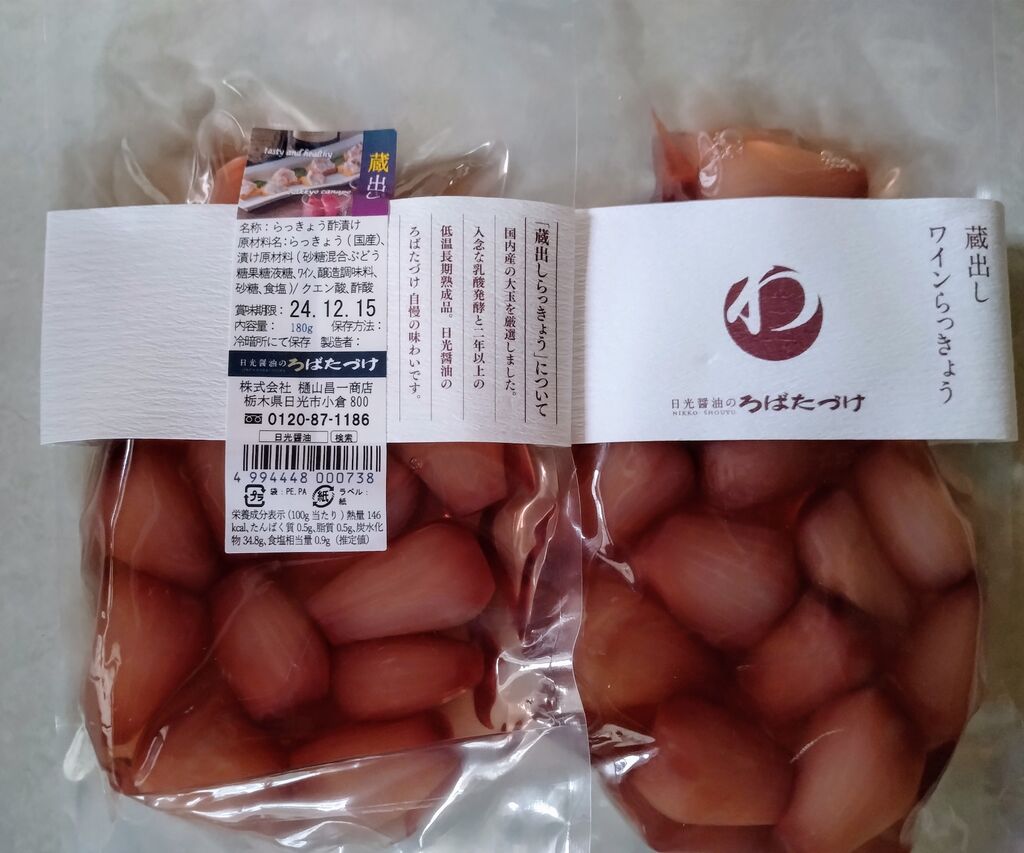 tasty and healthy
蔵出し
名称：らっきょう酢漬け
原材料名：らっきょう（国産）、
漬け原材料（砂糖混合ぶどう
糖果糖液糖、ワイン、醸造調味料、
砂糖、食塩）/クエン酸、酢酸
賞味期限：24.12.15
内容量：180g 保存方法：
冷暗所にて保存 製造者：
日光醤油のろばたづけ
株式会社 樋山昌一商店
栃木県日光市小倉800
0120-87-1186
日光醤油 検索
4 994448 000738
プラ 袋：PE,PA 紙 ラベル：紙
栄養成分表示（100g当たり）熱量146
kcal、たんぱく質0.5g、脂質0.5g、炭水化
物34.8g、食塩相当量0.9g（推定値）
「蔵出しらっきょう」について
国内産の大玉を厳選しました。
入念な乳酸発酵と二年以上の
低温長期熟成品。日光醤油の
ろばたづけ 自慢の味わいです。
蔵出し
ワインらっきょう
日光醤油のろばたづけ
NIKKO SHOUYU